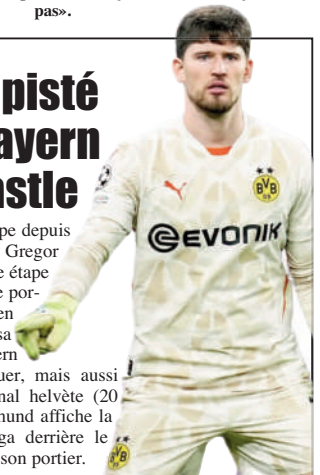 pas».
pisté
ayern
astle
pe depuis
Gregor
e étape
e por-
en
sa
ern
uer, mais aussi
nal helvète (20
mund affiche la
ga derrière le
son portier.
EVONIK
BVB
09